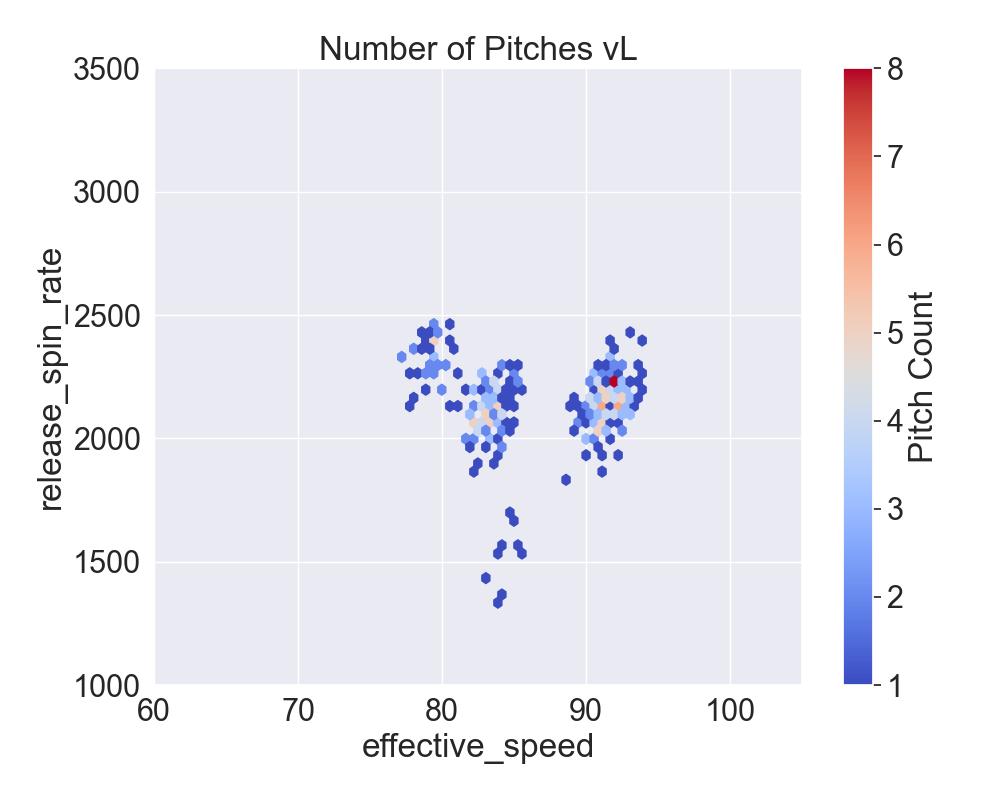 Number of Pitches vL
release_spin_rate
3500
3000
2500
2000
1500
1000
60 70 80 90 100
effective_speed
8
7
6
5
4
3
2
1
Pitch Count